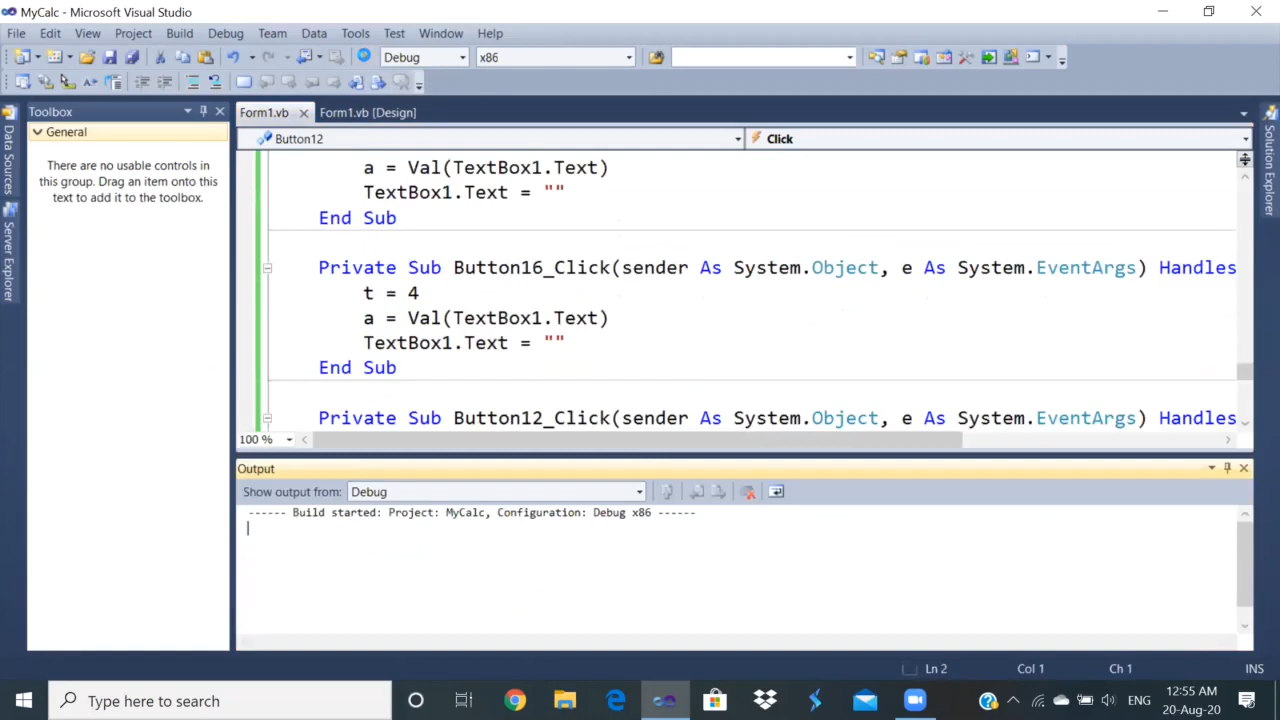 MyCalc - Microsoft Visual Studio
File Edit View Project Build Debug Team Data Tools Test Window Help
Debug x86
Toolbox
General
There are no usable controls in
this group. Drag an item onto this
text to add it to the toolbox.
Data Sources
Server Explorer
Solution Explorer
Form1.vb Form1.vb [Design]
Button12 Click
a = Val(TextBox1.Text)
TextBox1.Text = ""
End Sub
Private Sub Button16_Click(sender As System.Object, e As System.EventArgs) Handles
t = 4
a = Val(TextBox1.Text)
TextBox1.Text = ""
End Sub
Private Sub Button12_Click(sender As System.Object, e As System.EventArgs) Handles
100 %
Output
Show output from: Debug
------ Build started: Project: MyCalc, Configuration: Debug x86 ------
Ln 2 Col 1 Ch 1 INS
Type here to search
ENG
12:55 AM
20-Aug-20